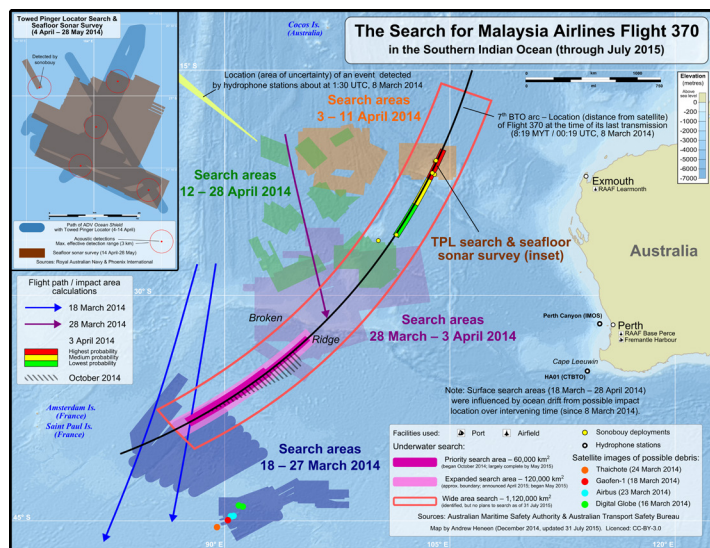 Towed Pinger Locator Search &
Seafloor Sonar Survey
(4 April – 28 May 2014)
Detected by
sonobouy
Path of ADV Ocean Shield
with Towed Pinger Locator (4-14 April)
Acoustic detections
Max. effective detection range (3 km)
Seafloor sonar survey (14 April-28 May)
Sources: Royal Australian Navy & Phoenix International
Cocos Is.
(Australia)
The Search for Malaysia Airlines Flight 370
in the Southern Indian Ocean (through July 2015)
15°S
Location (area of uncertainty) of an event detected
by hydrophone stations about at 1:30 UTC, 8 March 2014
0 km 1000
0 mi 750
Elevation
(metres)
Above
sea level
0
-1000
-2000
-3000
-4000
-5000
-6000
-7000
Search areas
3 – 11 April 2014
7th BTO arc – Location (distance from satellite)
of Flight 370 at the time of its last transmission
(8:19 MYT / 00:19 UTC, 8 March 2014)
Search areas
12 – 28 April 2014
Exmouth
RAAF Learmonth
TPL search & seafloor
sonar survey (inset)
Australia
Flight path / impact area
calculations
18 March 2014
28 March 2014
3 April 2014
Highest probability
Medium probability
Lowest probability
October 2014
30°S
Broken
Ridge
Search areas
28 March – 3 April 2014
Perth Canyon (IMOS)
Perth
RAAF Base Perce
Fremantle Harbour
Cape Leeuwin
HA01 (CTBTO)
Note: Surface search areas (18 March – 28 April 2014)
were influenced by ocean drift from possible impact
location over intervening time (since 8 March 2014).
Amsterdam Is.
(France)
Saint Paul Is.
(France)
Search areas
18 – 27 March 2014
Facilities used:
Port
Airfield
Sonobouy deployments
Hydrophone stations
Underwater search:
Priority search area – 60,000 km²
(began October 2014; largely complete by May 2015)
Expanded search area – 120,000 km²
(approx. boundary; announced April 2015; began May 2015)
Wide area search – 1,120,000 km²
(identified, but no plans to search as of 31 July 2015)
Satellite images of possible debris:
Thaichote (24 March 2014)
Gaofen-1 (18 March 2014)
Airbus (23 March 2014)
Digital Globe (16 March 2014)
Sources: Australian Maritime Safety Authority & Australian Transport Safety Bureau
Map by Andrew Heneen (December 2014, updated 31 July 2015). Licenced: CC-BY-3.0
45°S
90°E
105°E
120°E